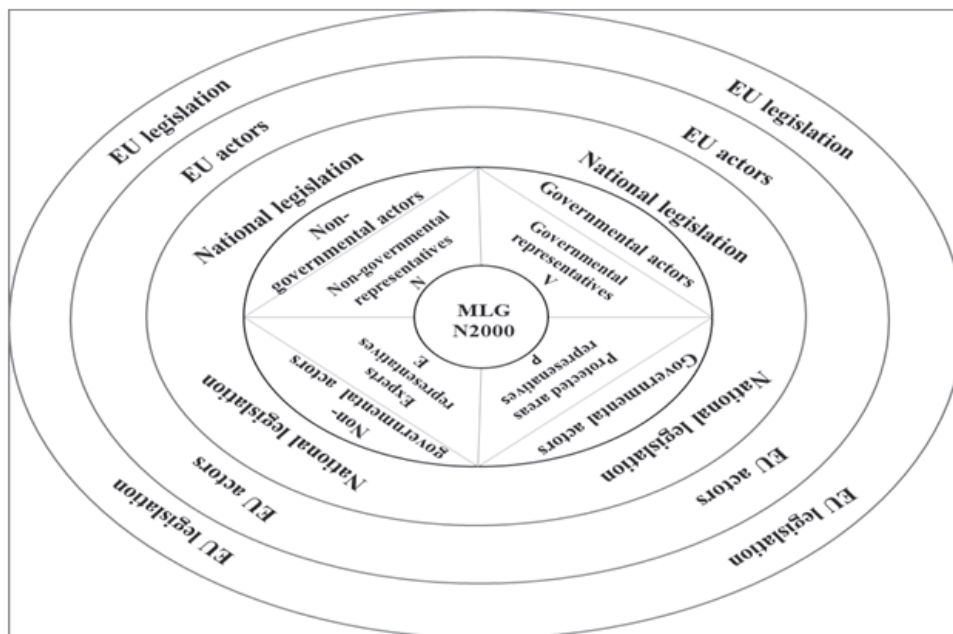 EU legislation
EU legislation
EU actors
EU actors
National legislation
National legislation
Non-
governmental actors
Governmental actors
Non-governmental
representatives
N
Governmental
representatives
V
MLG
N2000
E
Experts
representatives
Non-
governmental actors
P
Protected areas
represenatives
Governmental actors
National legislation
National legislation
EU actors
EU actors
EU legislation
EU legislation